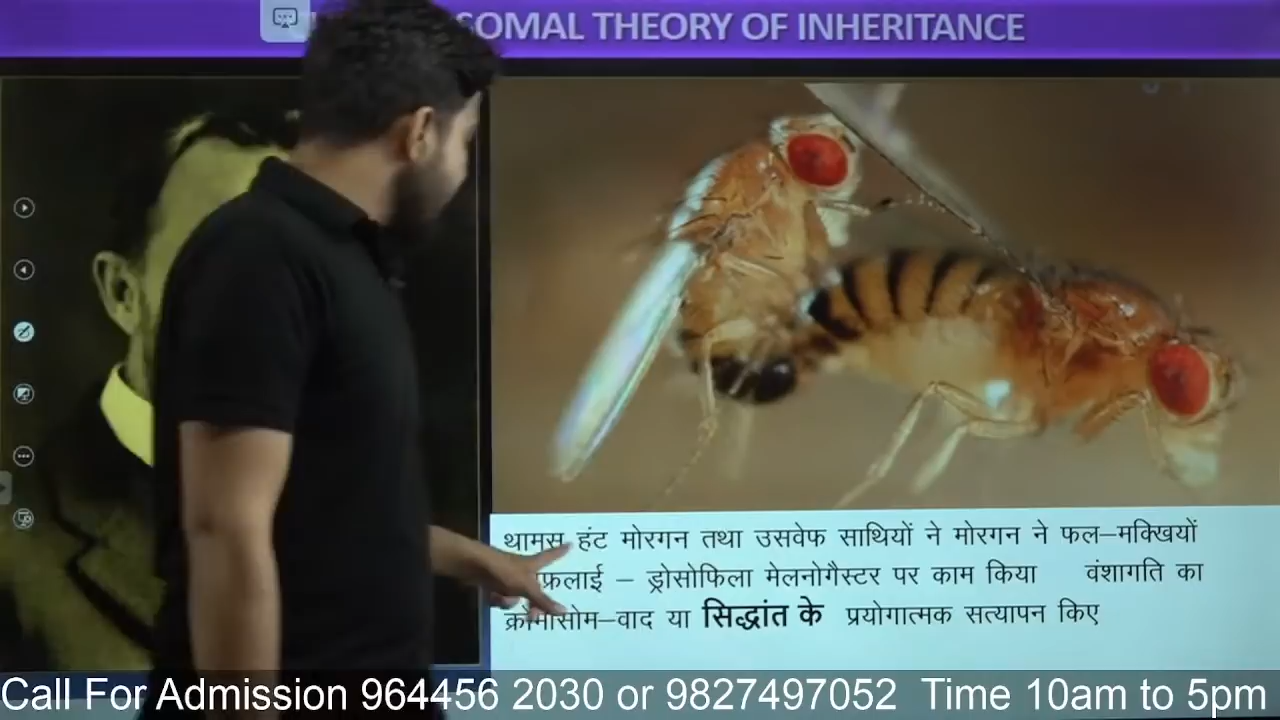 OMAL THEORY OF INHERITANCE
थामस हंट मोरगन तथा उसवेफ साथियों ने मोरगन ने फल–मक्खियों
फ्रलाई – ड्रोसोफिला मेलनोगैस्टर पर काम किया वंशागति का
क्रोमोसोम–वाद या सिद्धांत के प्रयोगात्मक सत्यापन किए
Call For Admission 964456 2030 or 9827497052 Time 10am to 5pm